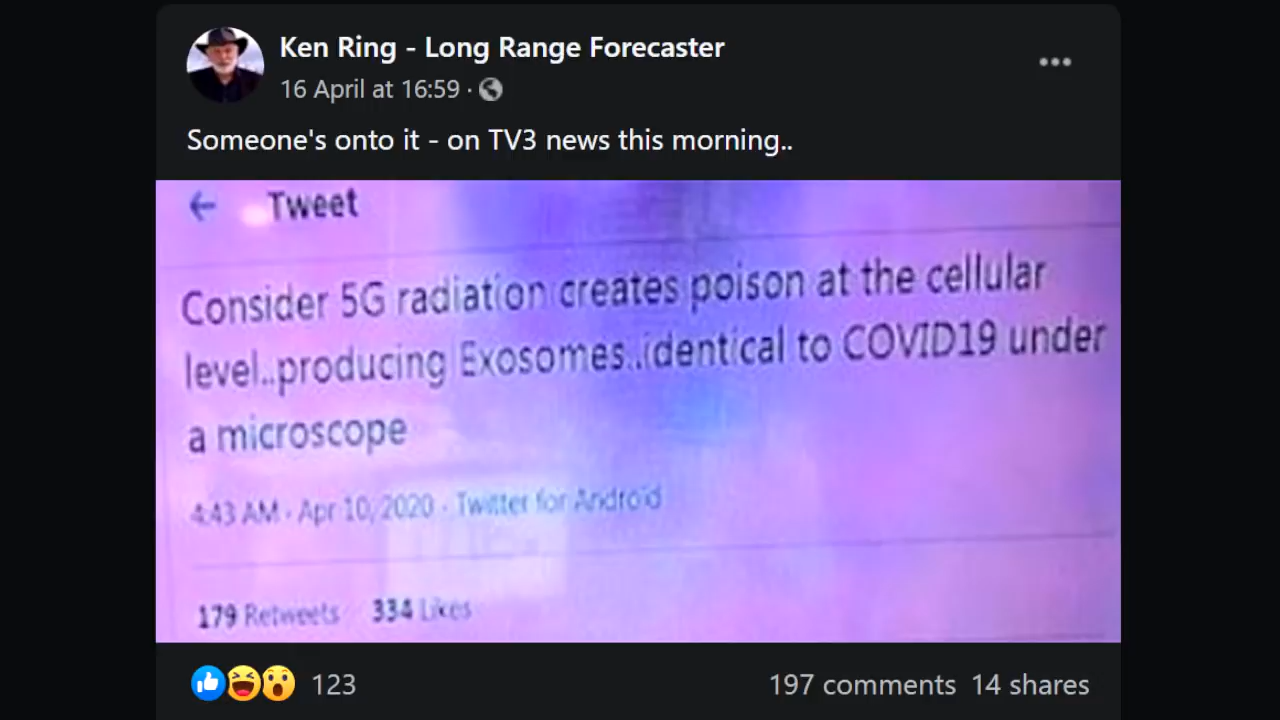 Ken Ring - Long Range Forecaster
16 April at 16:59 ·
Someone's onto it - on TV3 news this morning..
Tweet
Consider 5G radiation creates poison at the cellular
level..producing Exosomes..identical to COVID19 under
a microscope
4:43 AM · Apr 10, 2020 · Twitter for Android
179 Retweets 334 Likes
123
197 comments 14 shares